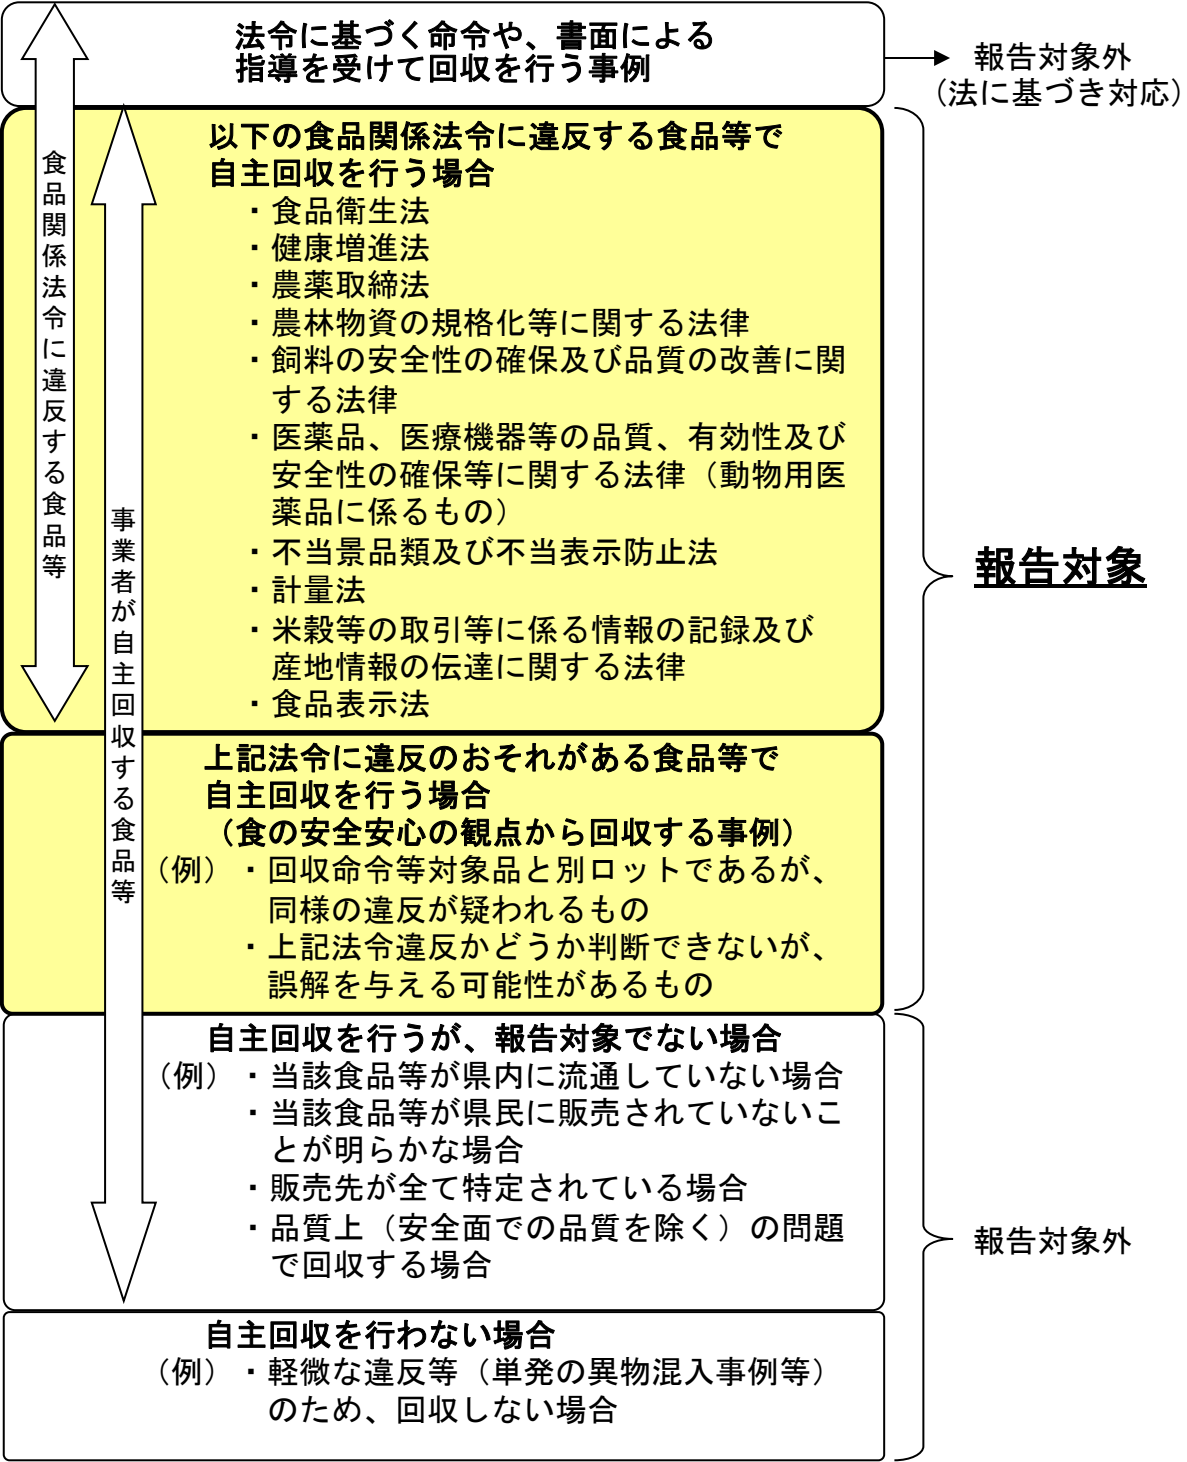 法令に基づく命令や、書面による
指導を受けて回収を行う事例
報告対象外
（法に基づき対応）
食品関係法令に違反する食品等
事業者が自主回収する食品等
以下の食品関係法令に違反する食品等で
自主回収を行う場合
・食品衛生法
・健康増進法
・農薬取締法
・農林物資の規格化等に関する法律
・飼料の安全性の確保及び品質の改善に関
する法律
・医薬品、医療機器等の品質、有効性及び
安全性の確保等に関する法律（動物用医
薬品に係るもの）
・不当景品類及び不当表示防止法
・計量法
・米穀等の取引等に係る情報の記録及び
産地情報の伝達に関する法律
・食品表示法
報告対象
上記法令に違反のおそれがある食品等で
自主回収を行う場合
（食の安全安心の観点から回収する事例）
（例）・回収命令等対象品と別ロットであるが、
同様の違反が疑われるもの
・上記法令違反かどうか判断できないが、
誤解を与える可能性があるもの
自主回収を行うが、報告対象でない場合
（例）・当該食品等が県内に流通していない場合
・当該食品等が県民に販売されていないこ
とが明らかな場合
・販売先が全て特定されている場合
・品質上（安全面での品質を除く）の問題
で回収する場合
報告対象外
自主回収を行わない場合
（例）・軽微な違反等（単発の異物混入事例等）
のため、回収しない場合